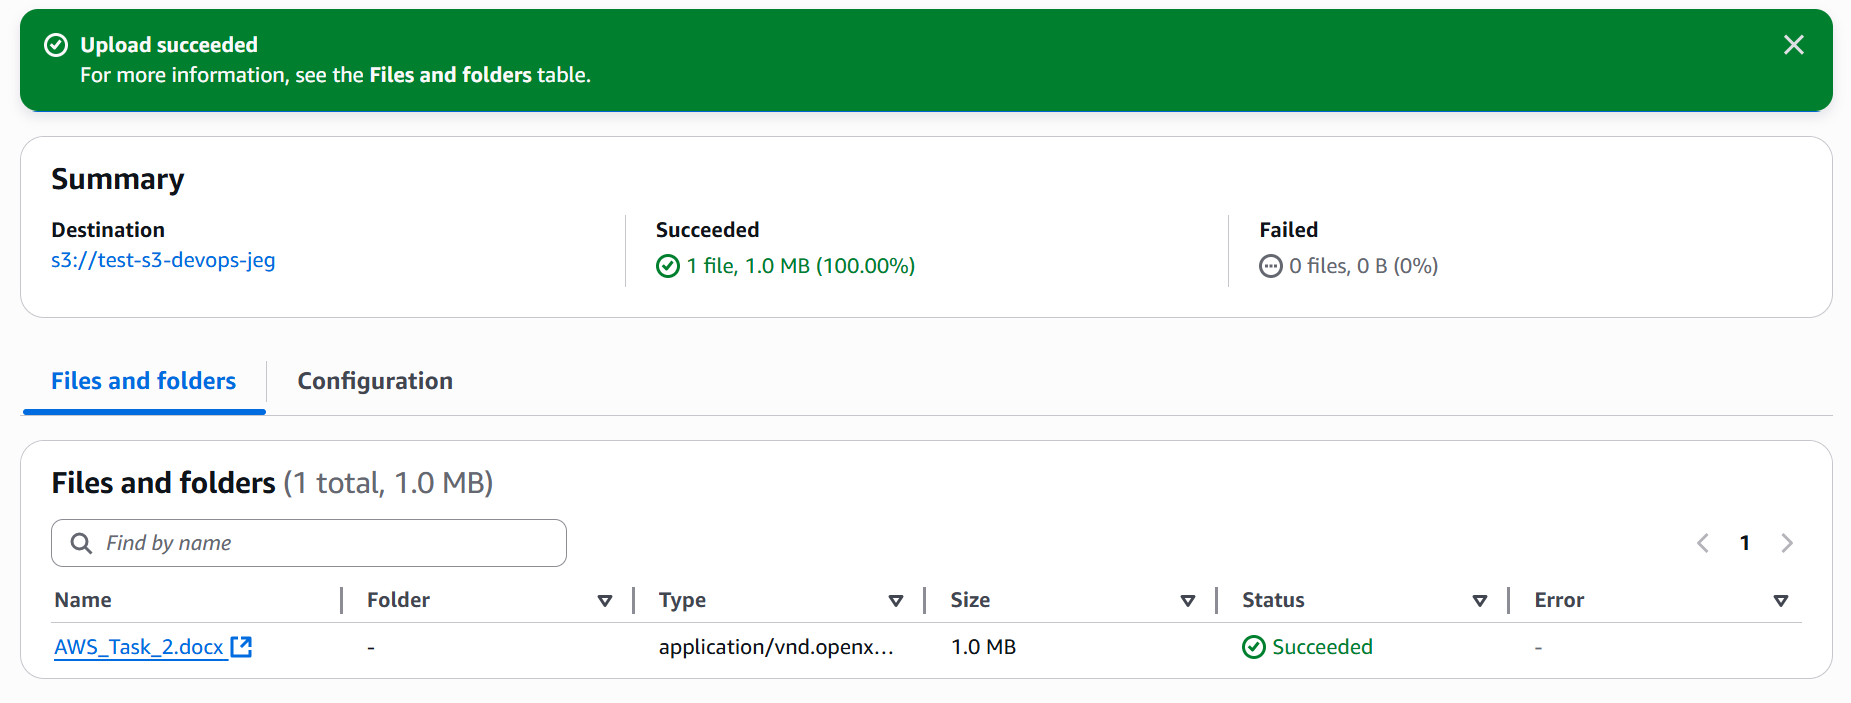 Upload succeeded
For more information, see the Files and folders table.
Summary
Destination
s3://test-s3-devops-jeg
Succeeded
1 file, 1.0 MB (100.00%)
Failed
0 files, 0 B (0%)
Files and folders
Configuration
Files and folders (1 total, 1.0 MB)
Find by name
1
Name Folder Type Size Status Error
AWS_Task_2.docx - application/vnd.openx... 1.0 MB Succeeded -